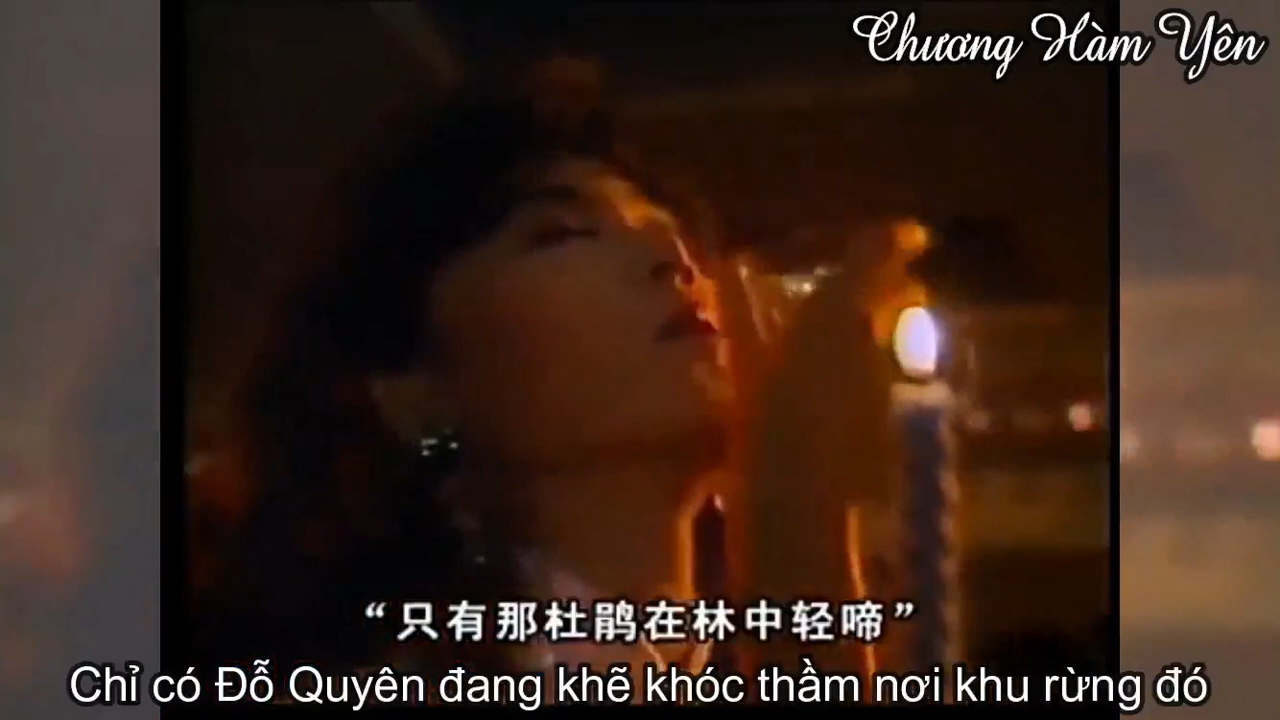 Chương Hàm Yên
“只有那杜鹃在林中轻啼”
Chỉ có Đỗ Quyên đang khẽ khóc thầm nơi khu rừng đó